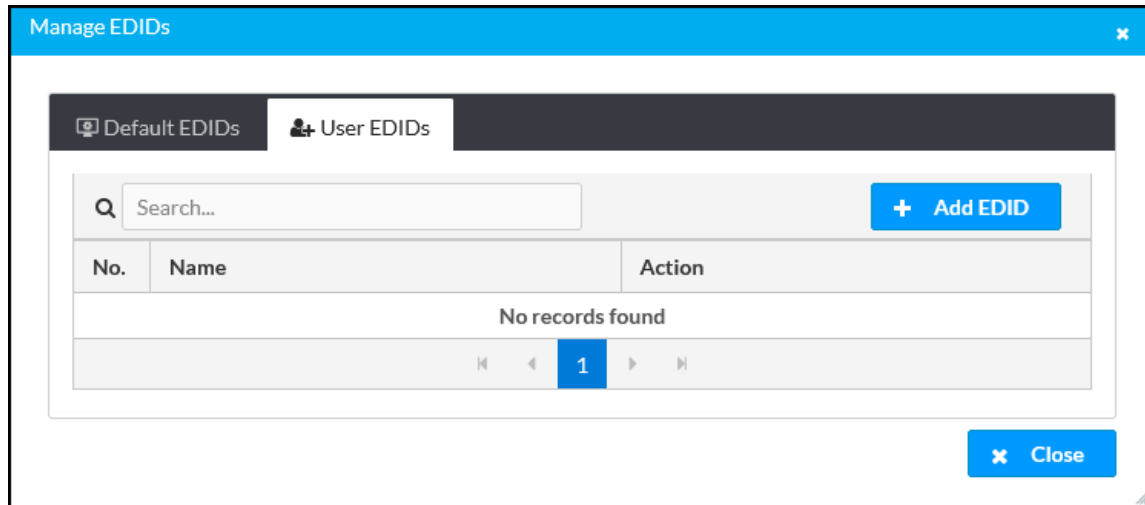 Manage EDIDs
Default EDIDs User EDIDs
Search... + Add EDID
No. Name Action
No records found
1
Close